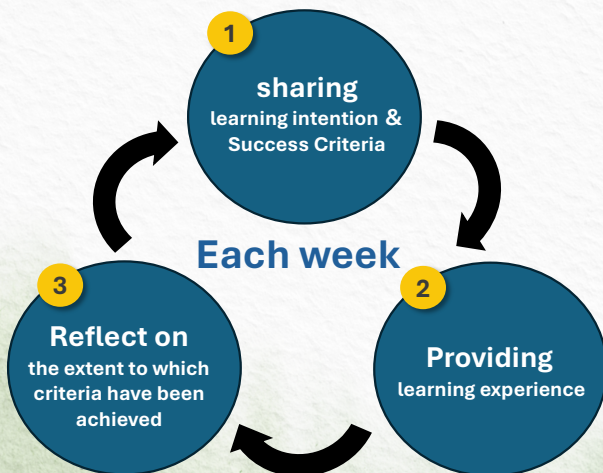 1
sharing
learning intention &
Success Criteria
Each week
2
Providing
learning experience
3
Reflect on
the extent to which
criteria have been
achieved